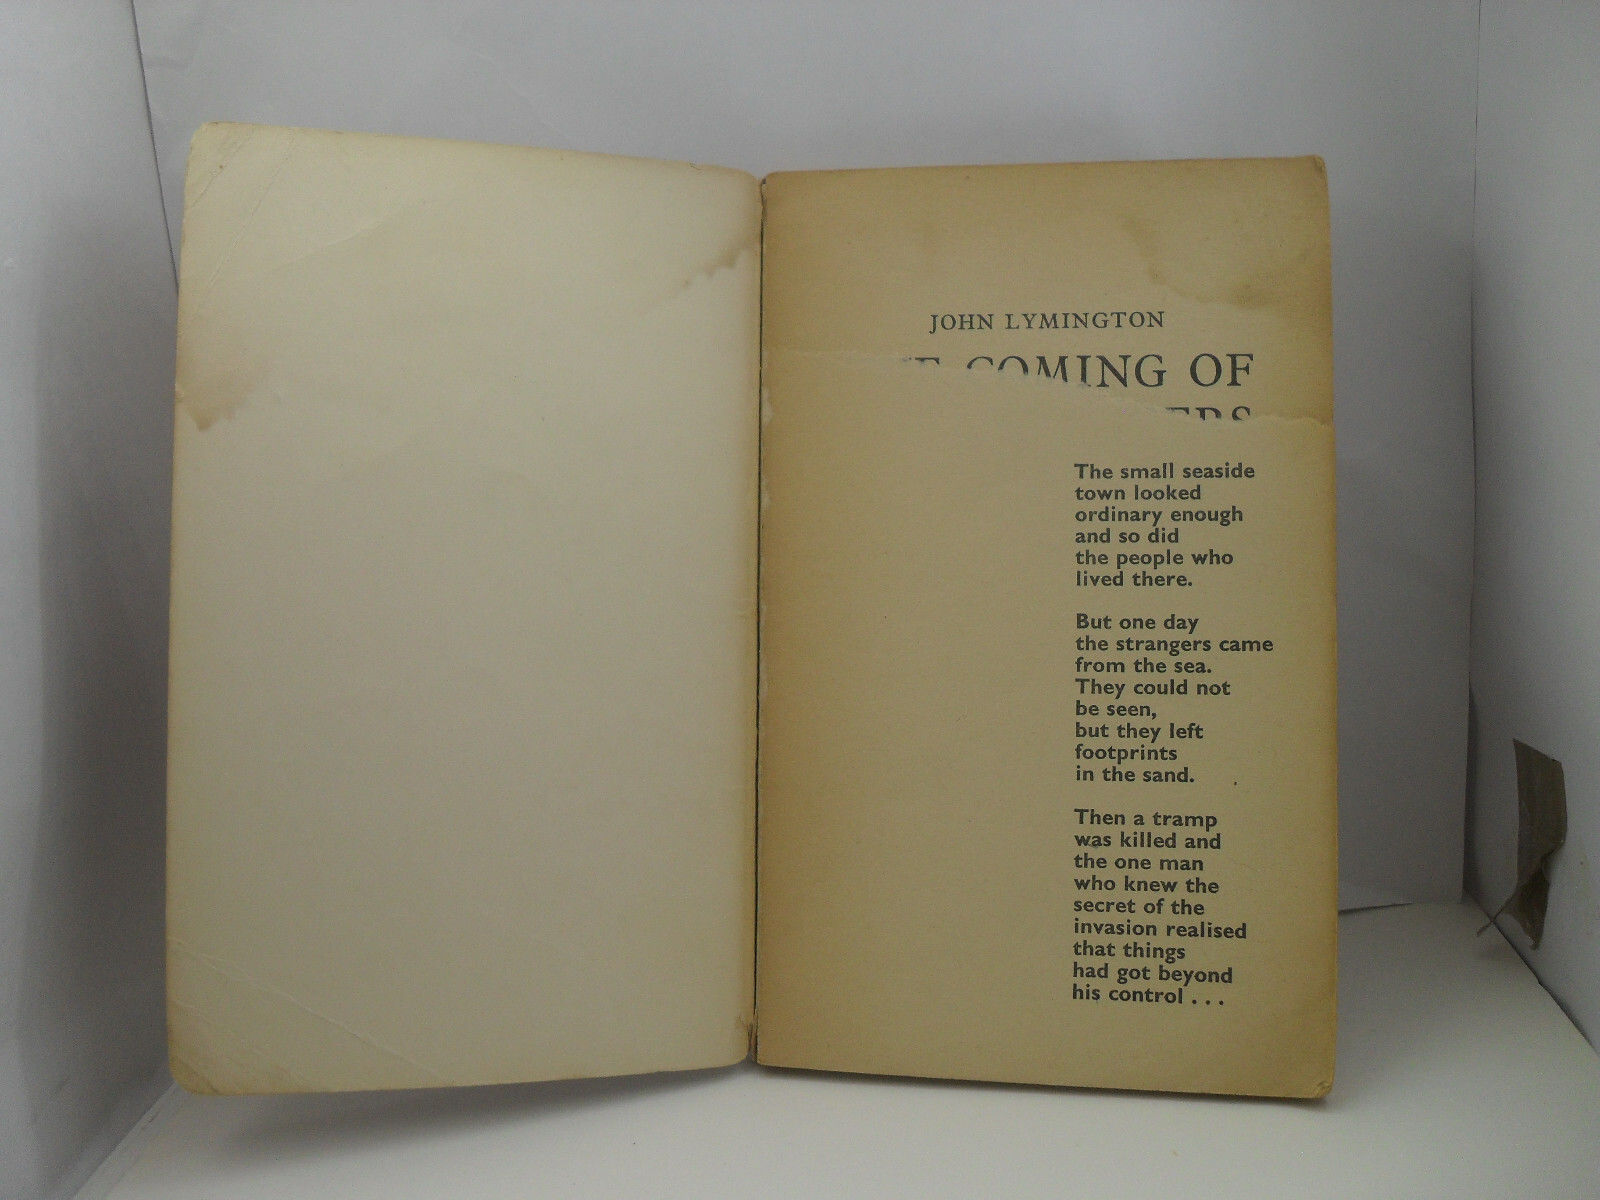 JOHN LYMINGTON
COMING OF
The small seaside
town looked
ordinary enough
and so did
the people who
lived there.
But one day
the strangers came
from the sea.
They could not
be seen,
but they left
footprints
in the sand.
Then a tramp
was killed and
the one man
who knew the
secret of the
invasion realised
that things
had got beyond
his control . . .